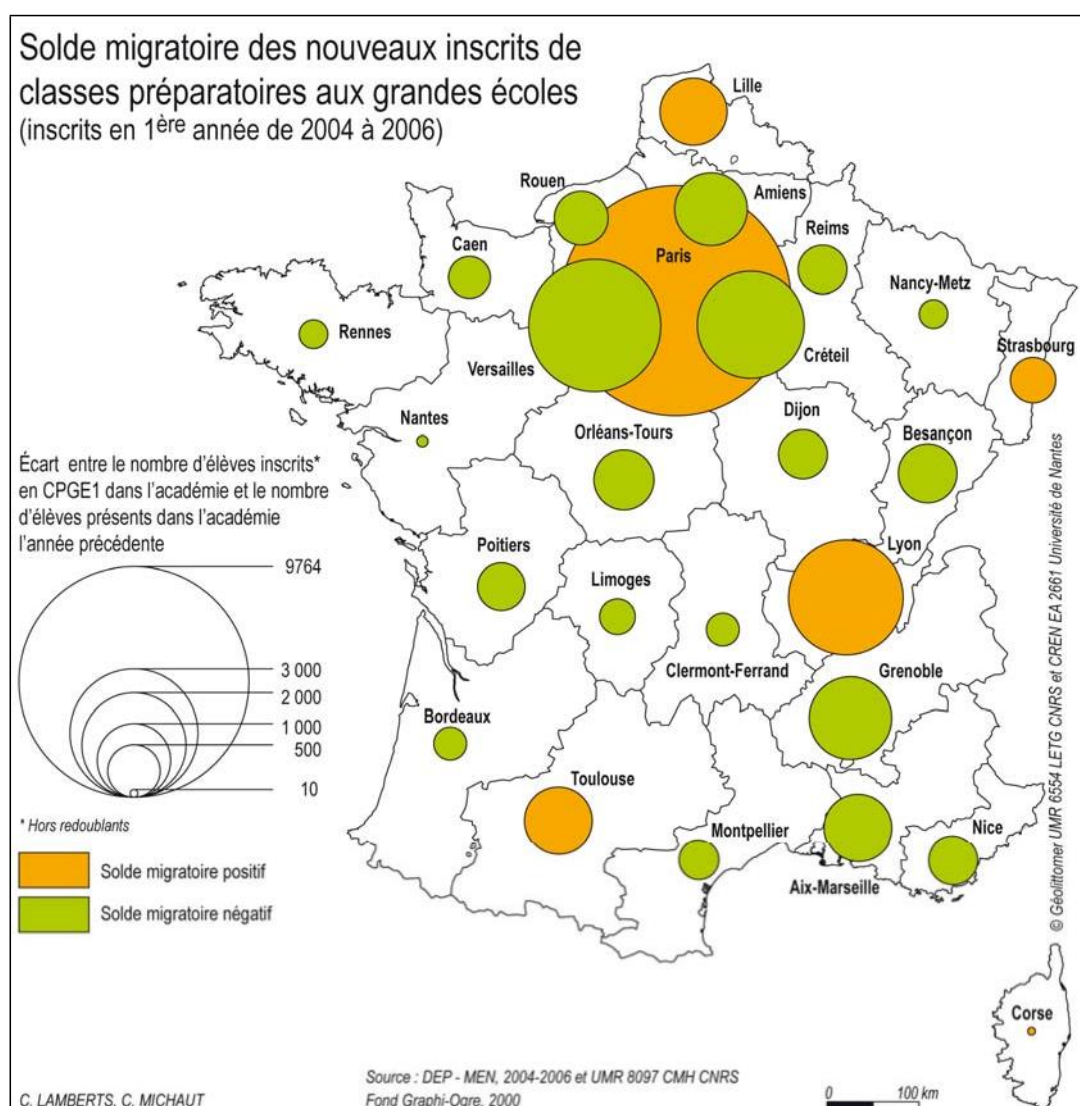 Solde migratoire des nouveaux inscrits de
classes préparatoires aux grandes écoles
(inscrits en 1ère année de 2004 à 2006)
Lille
Rouen
Amiens
Caen
Paris
Reims
Nancy-Metz
Rennes
Strasbourg
Versailles
Créteil
Nantes
Orléans-Tours
Dijon
Besançon
Écart entre le nombre d'élèves inscrits*
en CPGE1 dans l'académie et le nombre
d'élèves présents dans l'académie
l'année précédente
9764
3 000
2 000
1 000
500
10
* Hors redoublants
Solde migratoire positif
Solde migratoire négatif
Poitiers
Limoges
Lyon
Clermont-Ferrand
Grenoble
Bordeaux
Toulouse
Montpellier
Aix-Marseille
Nice
Corse
© Géolittomer UMR 6554 LETG CNRS et CREN EA 2661 Université de Nantes
C. LAMBERTS, C. MICHAUT
Source : DEP - MEN, 2004-2006 et UMR 8097 CMH CNRS
Fond Graphi-Ogre, 2000
0 100 km